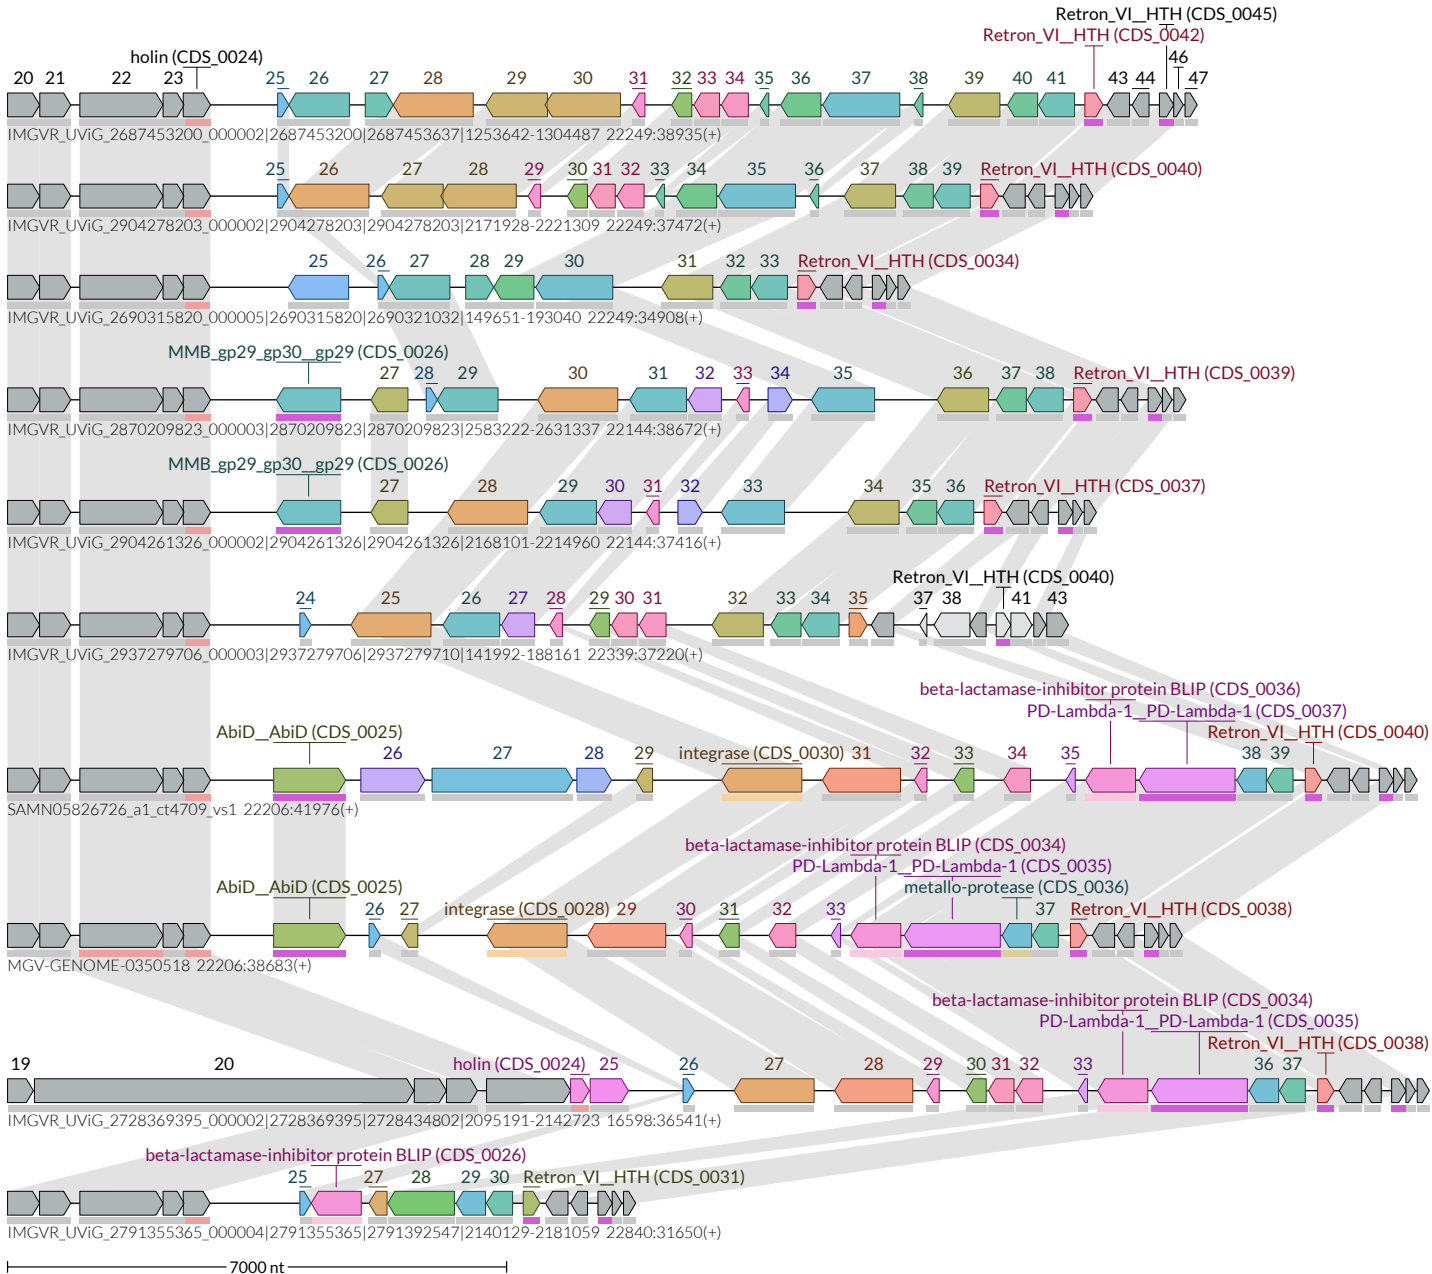 Retron_VI__HTH (CDS_0045)
Retron_VI__HTH (CDS_0042)
holin (CDS_0024)
20 21 22 23 25 26 27 28 29 30 31 32 33 34 35 36 37 38 39 40 41 43 44 46 47
IMGVR_UViG_2687453200_000002|2687453200|2687453637|1253642-1304487 22249:38935(+)
25 26 27 28 29 30 31 32 33 34 35 36 37 38 39 Retron_VI__HTH (CDS_0040)
IMGVR_UViG_2904278203_000002|2904278203|2904278203|2171928-2221309 22249:37472(+)
25 26 27 28 29 30 31 32 33 Retron_VI__HTH (CDS_0034)
IMGVR_UViG_2690315820_000005|2690315820|2690321032|149651-193040 22249:34908(+)
MMB_gp29_gp30__gp29 (CDS_0026)
27 28 29 30 31 32 33 34 35 36 37 38 Retron_VI__HTH (CDS_0039)
IMGVR_UViG_2870209823_000003|2870209823|2870209823|2583222-2631337 22144:38672(+)
MMB_gp29_gp30__gp29 (CDS_0026)
27 28 29 30 31 32 33 34 35 36 Retron_VI__HTH (CDS_0037)
IMGVR_UViG_2904261326_000002|2904261326|2904261326|2168101-2214960 22144:37416(+)
Retron_VI__HTH (CDS_0040)
24 25 26 27 28 29 30 31 32 33 34 35 37 38 41 43
IMGVR_UViG_2937279706_000003|2937279706|2937279710|141992-188161 22339:37220(+)
beta-lactamase-inhibitor protein BLIP (CDS_0036)
PD-Lambda-1__PD-Lambda-1 (CDS_0037)
AbiD__AbiD (CDS_0025) Retron_VI__HTH (CDS_0040)
26 27 28 29 integrase (CDS_0030) 31 32 33 34 35 38 39
SAMN05826726_a1_ct4709_vs1 22206:41976(+)
beta-lactamase-inhibitor protein BLIP (CDS_0034)
PD-Lambda-1__PD-Lambda-1 (CDS_0035)
AbiD__AbiD (CDS_0025) metallo-protease (CDS_0036)
26 27 integrase (CDS_0028) 29 30 31 32 33 37 Retron_VI__HTH (CDS_0038)
MGV-GENOME-0350518 22206:38683(+)
beta-lactamase-inhibitor protein BLIP (CDS_0034)
PD-Lambda-1__PD-Lambda-1 (CDS_0035)
Retron_VI__HTH (CDS_0038)
19 20 holin (CDS_0024) 25 26 27 28 29 30 31 32 33 36 37
IMGVR_UViG_2728369395_000002|2728369395|2728434802|2095191-2142723 16598:36541(+)
beta-lactamase-inhibitor protein BLIP (CDS_0026)
25 27 28 29 30 Retron_VI__HTH (CDS_0031)
IMGVR_UViG_2791355365_000004|2791355365|2791392547|2140129-2181059 22840:31650(+)
7000 nt